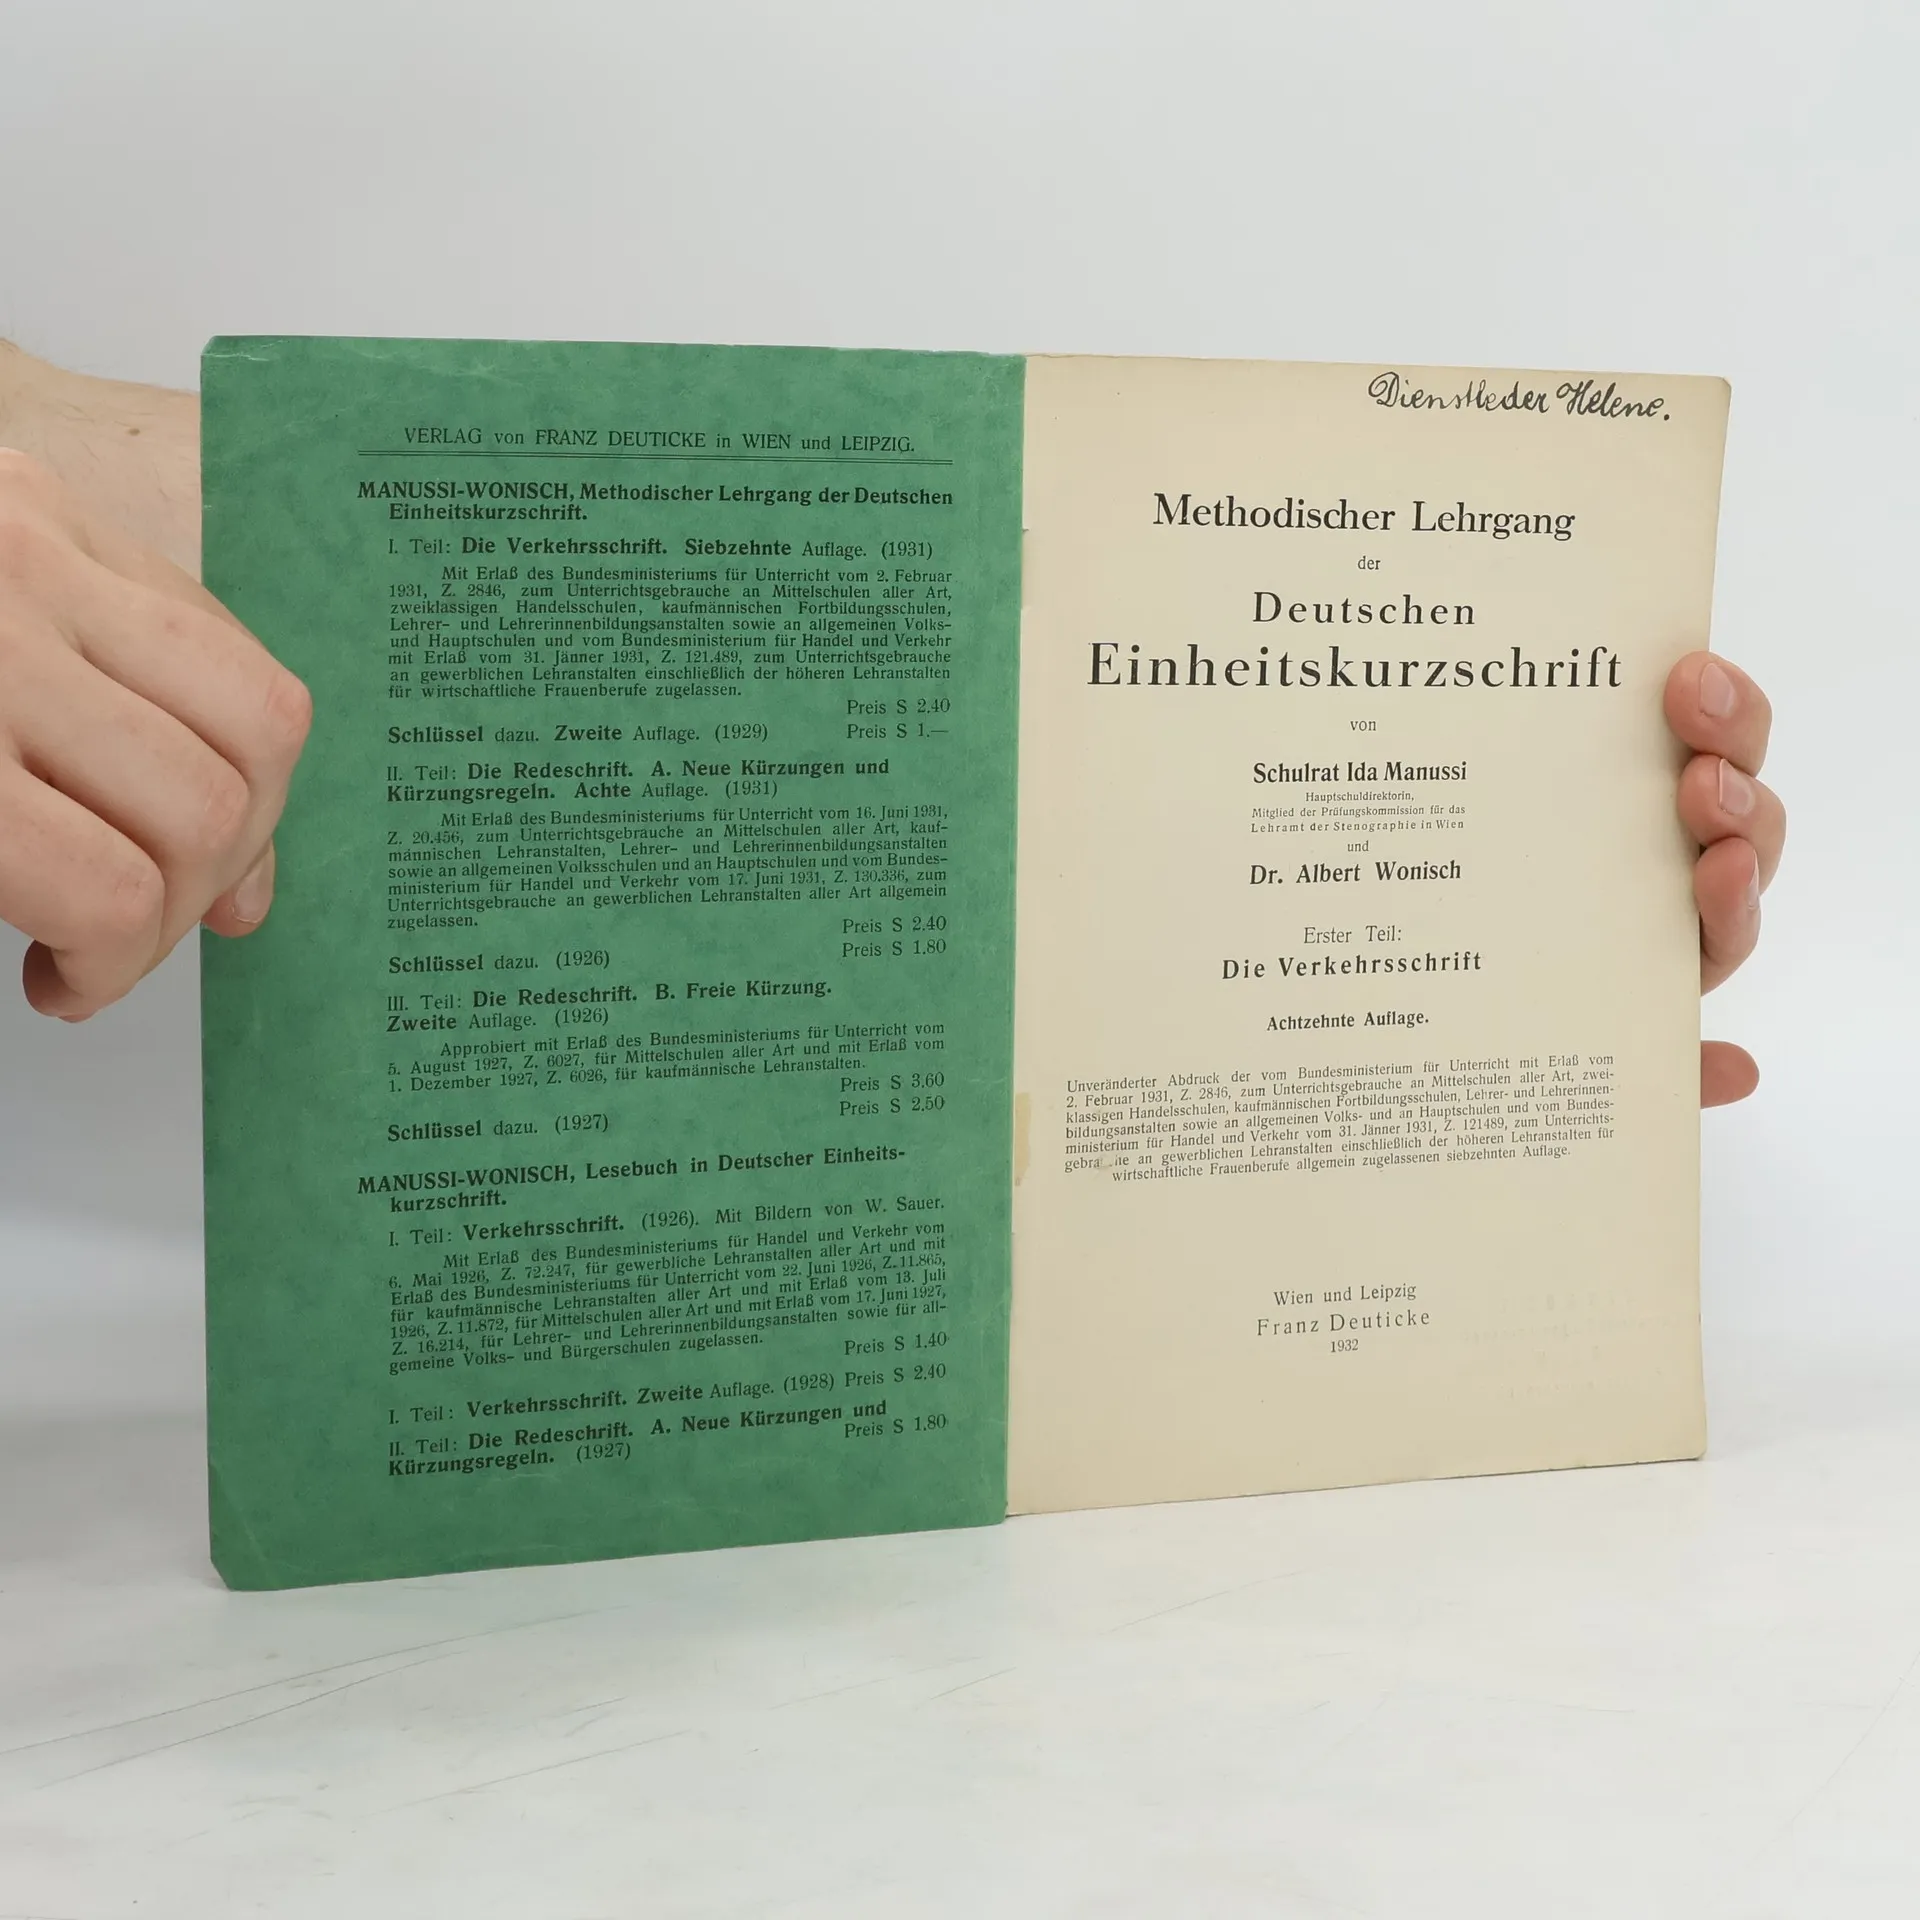 VERLAG von FRANZ DEUTICKE in WIEN und LEIPZIG.
MANUSSI-WONISCH, Methodischer Lehrgang der Deutschen
Einheitskurzschrift.
I. Teil: Die Verkehrsschrift. Siebzehnte Auflage. (1931)
Mit Erlaß des Bundesministeriums für Unterricht vom 2. Februar
1931, Z. 2846, zum Unterrichtsgebrauche an Mittelschulen aller Art,
zweiklassigen Handelsschulen, kaufmännischen Fortbildungsschulen,
Lehrer- und Lehrerinnenbildungsanstalten sowie an allgemeinen Volks-
und Hauptschulen und vom Bundesministerium für Handel und Verkehr
mit Erlaß vom 31. Jänner 1931, Z. 121.489, zum Unterrichtsgebrauche
an gewerblichen Lehranstalten einschließlich der höheren Lehranstalten
für wirtschaftliche Frauenberufe zugelassen.
Preis S 2.40
Schlüssel dazu. Zweite Auflage. (1929) Preis S 1.—
II. Teil: Die Redeschrift. A. Neue Kürzungen und
Kürzungsregeln. Achte Auflage. (1931)
Mit Erlaß des Bundesministeriums für Unterricht vom 16. Juni 1931,
Z. 20.456, zum Unterrichtsgebrauche an Mittelschulen aller Art, kauf-
männischen Lehranstalten, Lehrer- und Lehrerinnenbildungsanstalten
sowie an allgemeinen Volksschulen und an Hauptschulen und vom Bundes-
ministerium für Handel und Verkehr vom 17. Juni 1931, Z. 130.336, zum
Unterrichtsgebrauche an gewerblichen Lehranstalten aller Art allgemein
zugelassen.
Preis S 2.40
Schlüssel dazu. (1926) Preis S 1.80
III. Teil: Die Redeschrift. B. Freie Kürzung.
Zweite Auflage. (1926)
Approbiert mit Erlaß des Bundesministeriums für Unterricht vom
5. August 1927, Z. 6027, für Mittelschulen aller Art und mit Erlaß vom
1. Dezember 1927, Z. 6026, für kaufmännische Lehranstalten.
Preis S 3.60
Schlüssel dazu. (1927) Preis S 2.50
MANUSSI-WONISCH, Lesebuch in Deutscher Einheits-
kurzschrift.
I. Teil: Verkehrsschrift. (1926). Mit Bildern von W. Sauer.
Mit Erlaß des Bundesministeriums für Handel und Verkehr vom
6. Mai 1926, Z. 72.247, für gewerbliche Lehranstalten aller Art und mit
Erlaß des Bundesministeriums für Unterricht vom 22. Juni 1926, Z. 11.865,
für kaufmännische Lehranstalten aller Art und mit Erlaß vom 13. Juli
1926, Z. 11.872, für Mittelschulen aller Art und mit Erlaß vom 17. Juni 1927,
Z. 16.214, für Lehrer- und Lehrerinnenbildungsanstalten sowie für all-
gemeine Volks- und Bürgerschulen zugelassen.
Preis S 1.40
I. Teil: Verkehrsschrift. Zweite Auflage. (1928) Preis S 2.40
II. Teil: Die Redeschrift. A. Neue Kürzungen und
Kürzungsregeln. (1927) Preis S 1.80
Dienstleder Helene.
Methodischer Lehrgang
der
Deutschen
Einheitskurzschrift
von
Schulrat Ida Manussi
Hauptschuldirektorin,
Mitglied der Prüfungskommission für das
Lehramt der Stenographie in Wien
und
Dr. Albert Wonisch
Erster Teil:
Die Verkehrsschrift
Achtzehnte Auflage.
Unveränderter Abdruck der vom Bundesministerium für Unterricht mit Erlaß vom
2. Februar 1931, Z. 2846, zum Unterrichtsgebrauche an Mittelschulen aller Art, zwei-
klassigen Handelsschulen, kaufmännischen Fortbildungsschulen, Lehrer- und Lehrerinnen-
bildungsanstalten sowie an allgemeinen Volks- und an Hauptschulen und vom Bundes-
ministerium für Handel und Verkehr vom 31. Jänner 1931, Z. 121489, zum Unterrichts-
an gewerblichen Lehranstalten einschließlich der höheren Lehranstalten für
wirtschaftliche Frauenberufe allgemein zugelassenen siebzehnten Auflage.
Wien und Leipzig
Franz Deuticke
1932